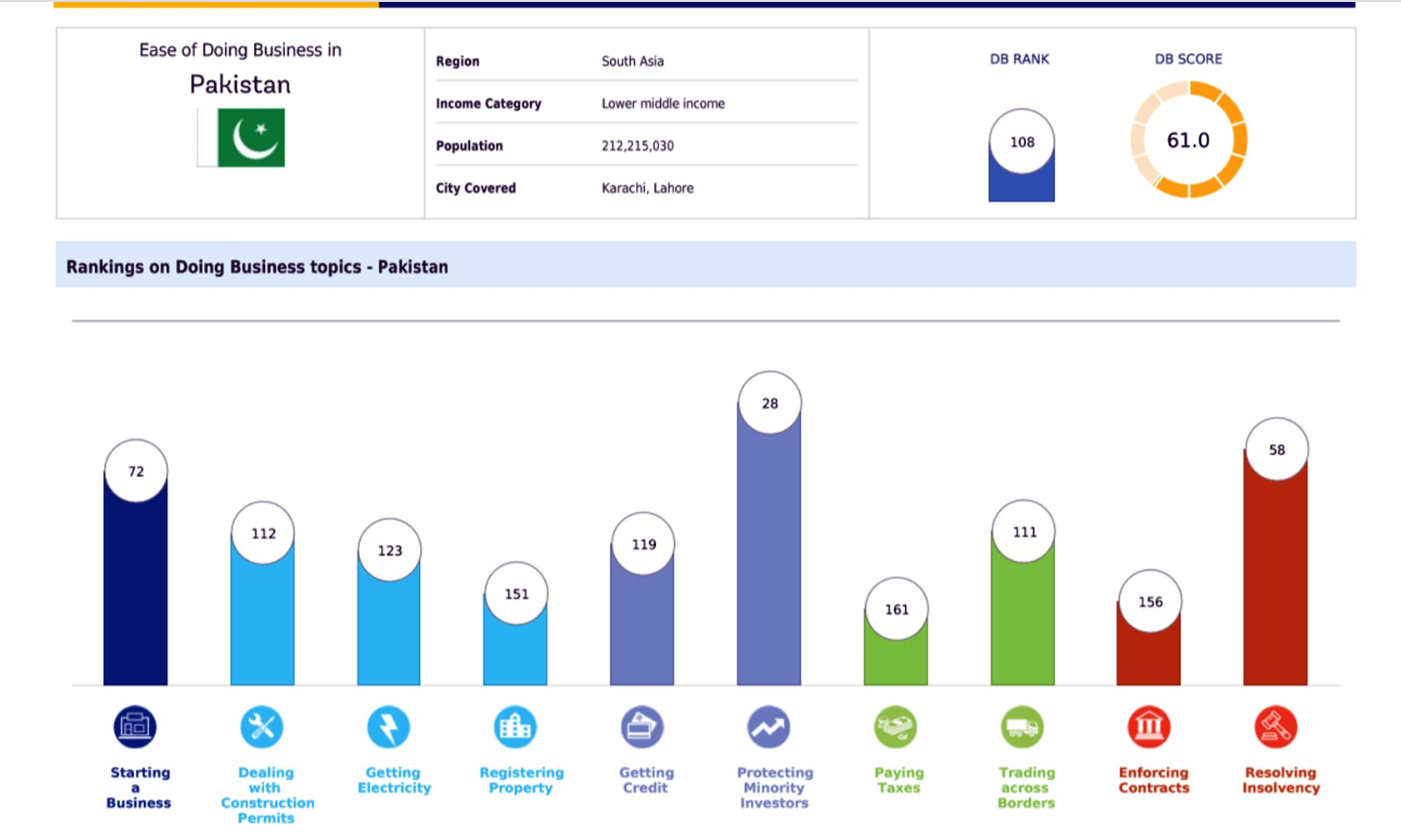 Ease of Doing Business in
Pakistan
Region South Asia
Income Category Lower middle income
Population 212,215,030
City Covered Karachi, Lahore
DB RANK DB SCORE
108 61.0
Rankings on Doing Business topics - Pakistan
72
112
123
151
119
28
161
111
156
58
Starting
a
Business
Dealing
with
Construction
Permits
Getting
Electricity
Registering
Property
Getting
Credit
Protecting
Minority
Investors
Paying
Taxes
Trading
across
Borders
Enforcing
Contracts
Resolving
Insolvency